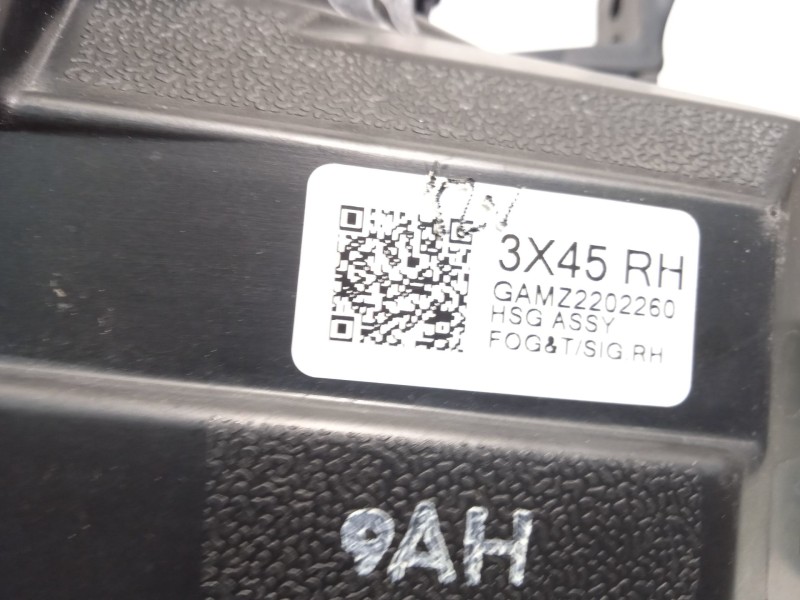 3X45 RH
GAMZ2202260
HSG ASSY
FOG&T/SIG RH
9AH